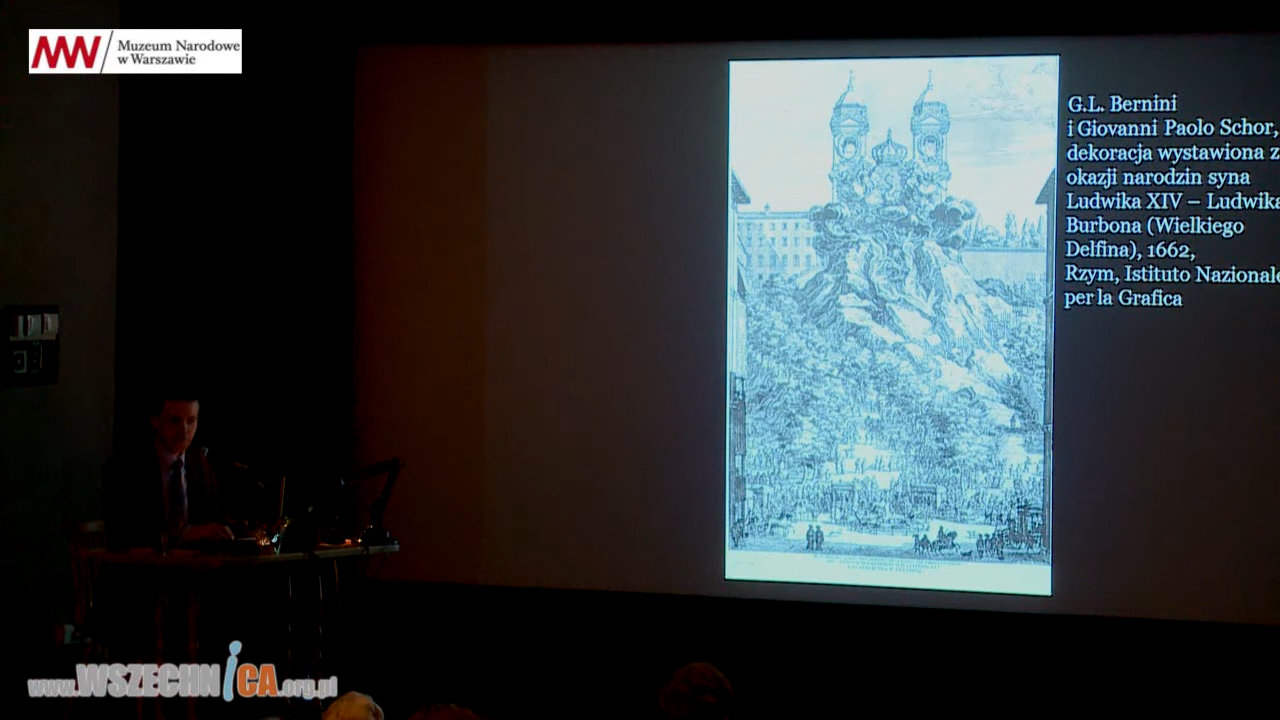 MW
Muzeum Narodowe
w Warszawie
G.L. Bernini
i Giovanni Paolo Schor,
dekoracja wystawiona z
okazji narodzin syna
Ludwika XIV – Ludwika
Burbona (Wielkiego
Delfina), 1662,
Rzym, Istituto Nazionale
per la Grafica
www.WSZECHNICA.org.pl